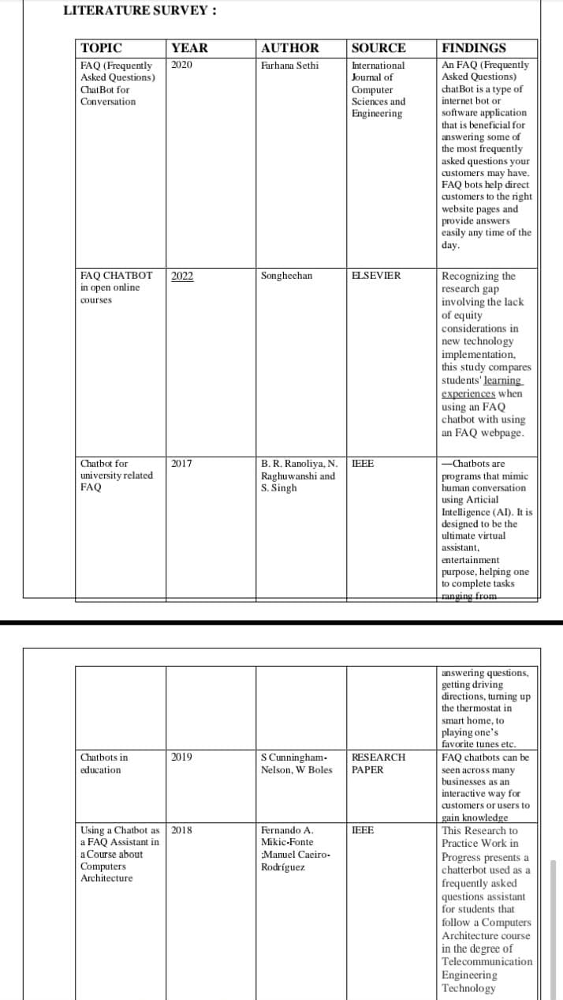 LITERATURE SURVEY :
TOPIC YEAR AUTHOR SOURCE FINDINGS
FAQ (Frequently
Asked Questions)
ChatBot for
Conversation
2020
Farhana Sethi
International
Journal of
Computer
Sciences and
Engineering
An FAQ (Frequently
Asked Questions)
chatBot is a type of
internet bot or
software application
that is beneficial for
answering some of
the most frequently
asked questions your
customers may have.
FAQ bots help direct
customers to the right
website pages and
provide answers
easily any time of the
day.
FAQ CHATBOT
in open online
courses
2022
Songheehan
ELSEVIER
Recognizing the
research gap
involving the lack
of equity
considerations in
new technology
implementation,
this study compares
students' learning
experiences when
using an FAQ
chatbot with using
an FAQ webpage.
Chatbot for
university related
FAQ
2017
B. R. Ranoliya, N.
Raghuwanshi and
S. Singh
IEEE
—Chatbots are
programs that mimic
human conversation
using Articial
Intelligence (AI). It is
designed to be the
ultimate virtual
assistant,
entertainment
purpose, helping one
to complete tasks
ranging from
answering questions,
getting driving
directions, turning up
the thermostat in
smart home, to
playing one's
favorite tunes etc.
Chatbots in
education
2019
S Cunningham-
Nelson, W Boles
RESEARCH
PAPER
FAQ chatbots can be
seen across many
businesses as an
interactive way for
customers or users to
gain knowledge
Using a Chatbot as
a FAQ Assistant in
a Course about
Computers
Architecture
2018
Fernando A.
Mikic-Fonte
;Manuel Caeiro-
Rodríguez
IEEE
This Research to
Practice Work in
Progress presents a
chatterbot used as a
frequently asked
questions assistant
for students that
follow a Computers
Architecture course
in the degree of
Telecommunication
Engineering
Technology